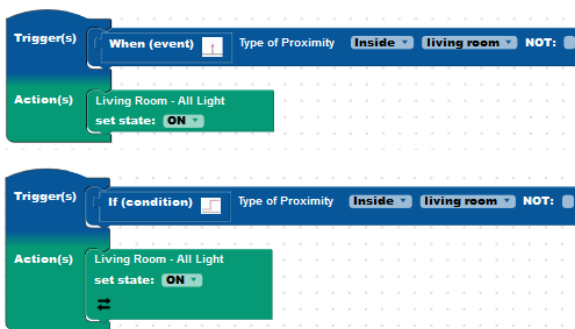 Trigger(s) When (event) Type of Proximity Inside living room NOT:
Action(s) Living Room - All Light
set state: ON
Trigger(s) If (condition) Type of Proximity Inside living room NOT:
Action(s) Living Room - All Light
set state: ON